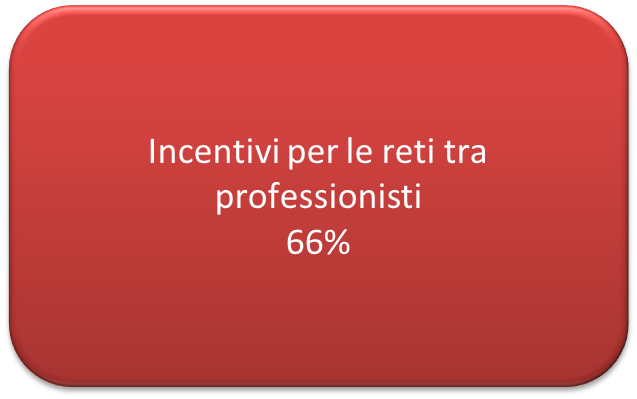 Incentivi per le reti tra
professionisti
66%